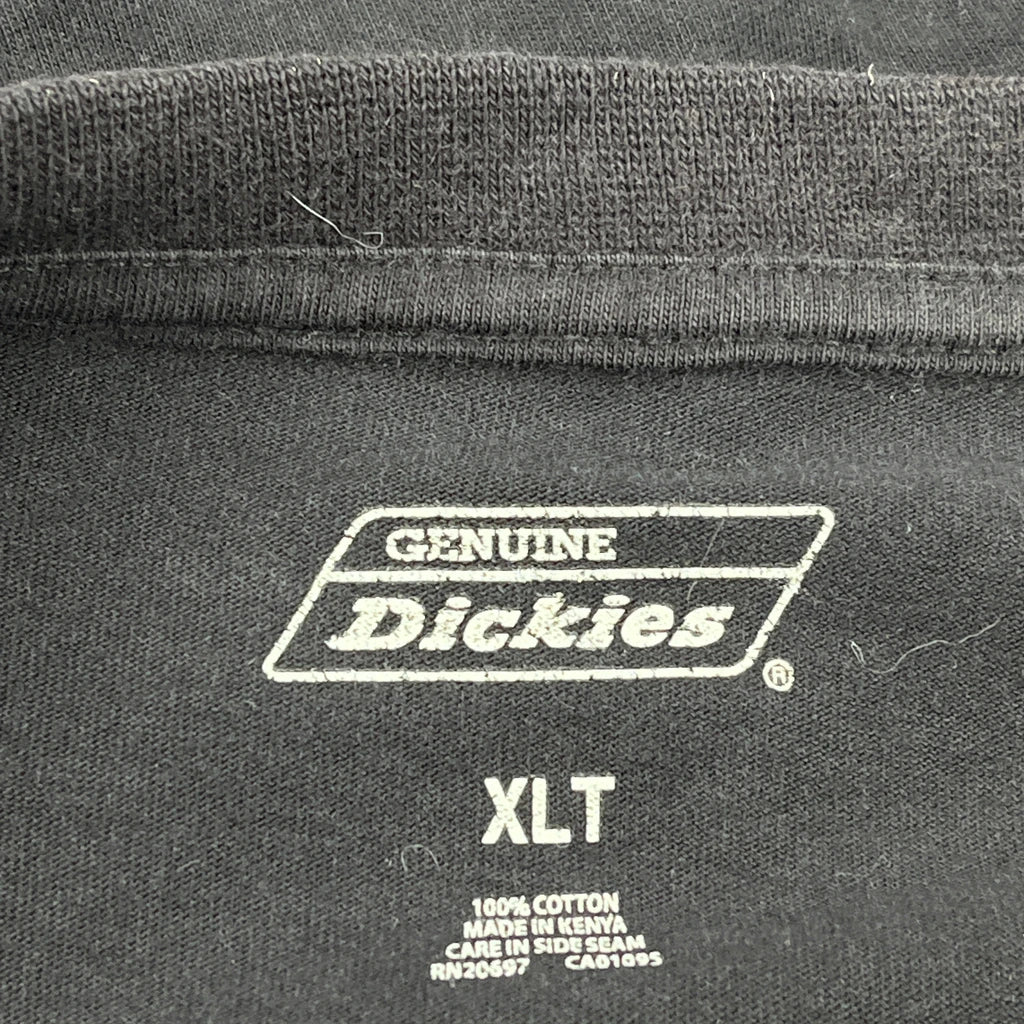 GENUINE
Dickies
®
XLT
100% COTTON
MADE IN KENYA
CARE IN SIDE SEAM
RN20697 CA01095